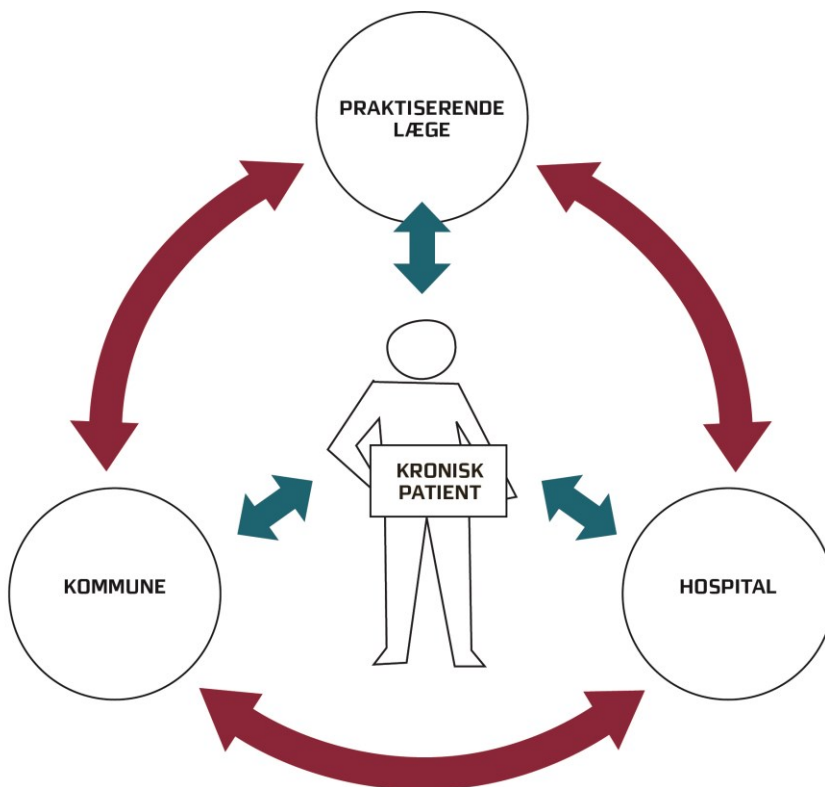 PRAKTISERENDE
LÆGE
KRONISK
PATIENT
KOMMUNE
HOSPITAL